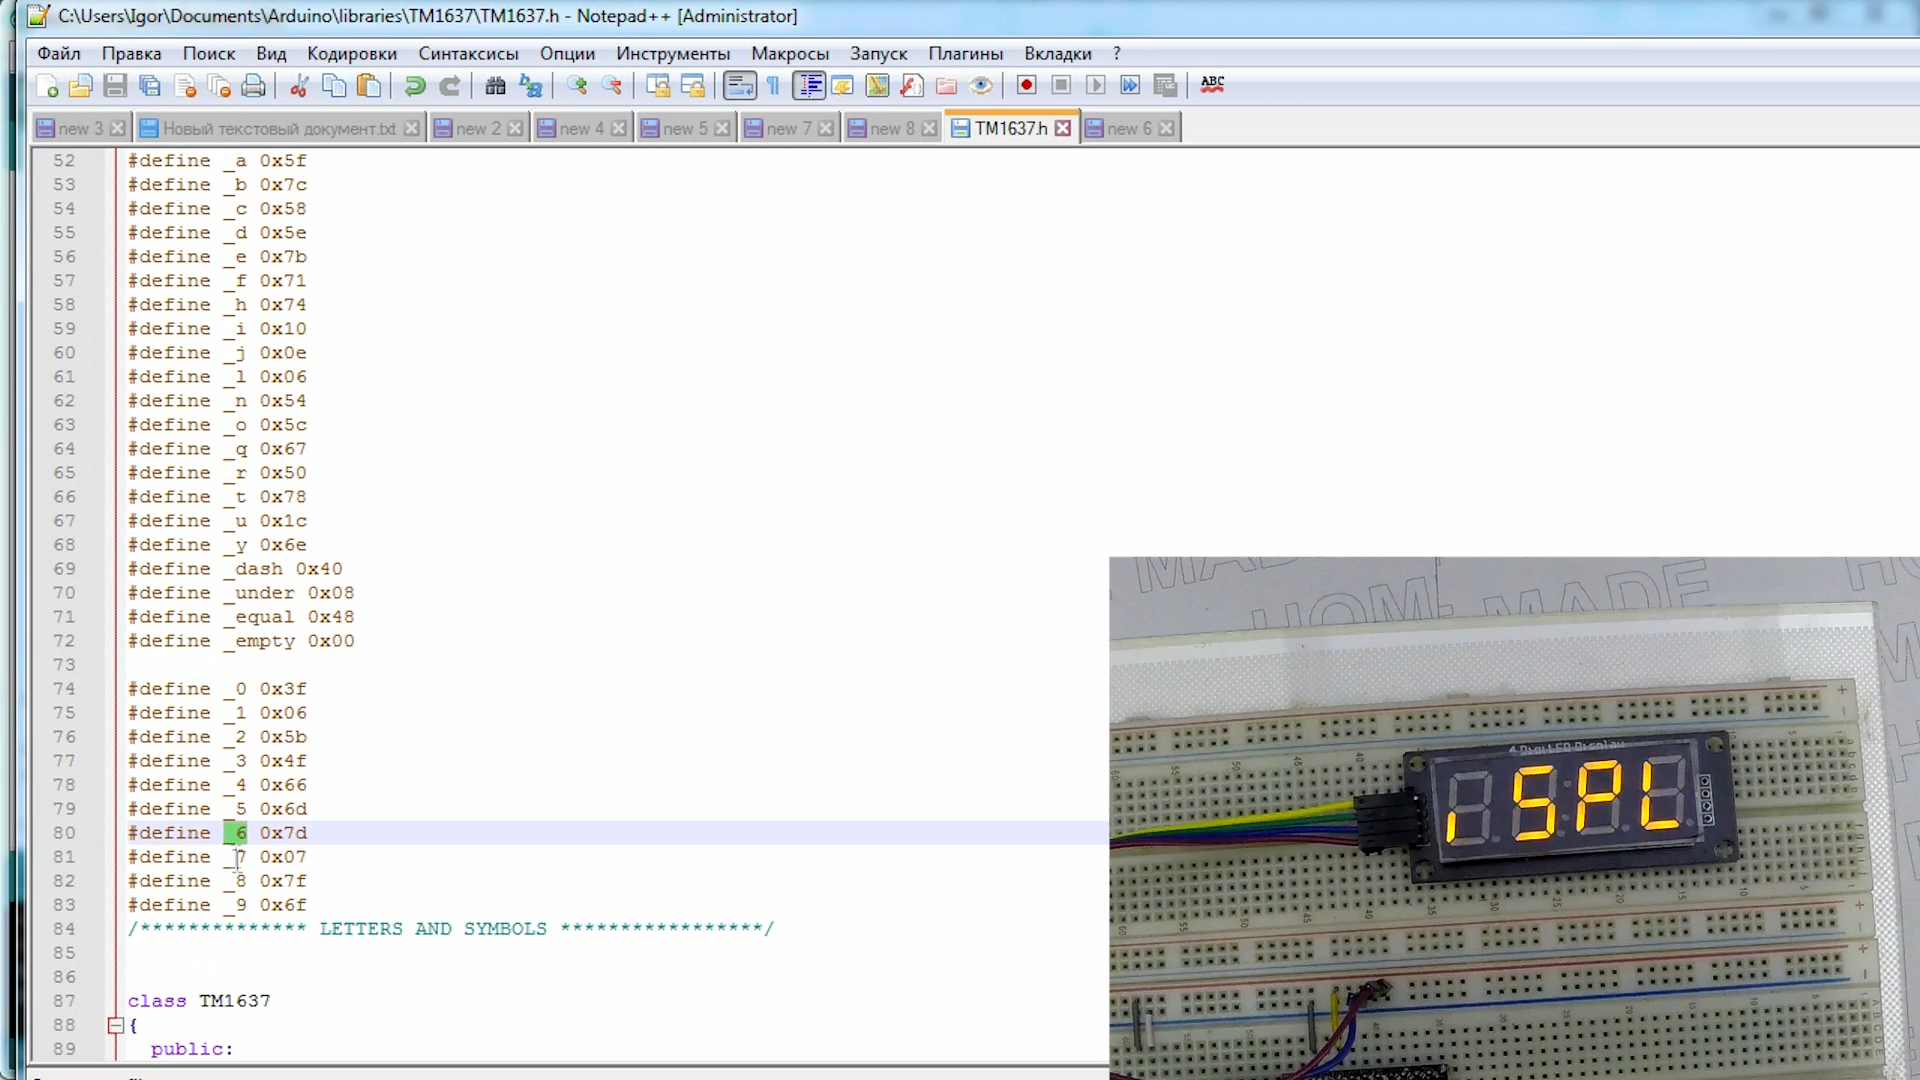 C:\Users\Igor\Documents\Arduino\libraries\TM1637\TM1637.h - Notepad++ [Administrator]
Файл Правка Поиск Вид Кодировки Синтаксисы Опции Инструменты Макросы Запуск Плагины Вкладки ?
ABC
new 3 Новый текстовый документ.txt new 2 new 4 new 5 new 7 new 8 TM1637.h new 6
52 #define _a 0x5f
53 #define _b 0x7c
54 #define _c 0x58
55 #define _d 0x5e
56 #define _e 0x7b
57 #define _f 0x71
58 #define _h 0x74
59 #define _i 0x10
60 #define _j 0x0e
61 #define _l 0x06
62 #define _n 0x54
63 #define _o 0x5c
64 #define _q 0x67
65 #define _r 0x50
66 #define _t 0x78
67 #define _u 0x1c
68 #define _y 0x6e
69 #define _dash 0x40
70 #define _under 0x08
71 #define _equal 0x48
72 #define _empty 0x00
73
74 #define _0 0x3f
75 #define _1 0x06
76 #define _2 0x5b
77 #define _3 0x4f
78 #define _4 0x66
79 #define _5 0x6d
80 #define _6 0x7d
81 #define _7 0x07
82 #define _8 0x7f
83 #define _9 0x6f
84 /************** LETTERS AND SYMBOLS *****************/
85
86
87 class TM1637
88 {
89 public:
MADE
4 Digit LED Display
iSPL